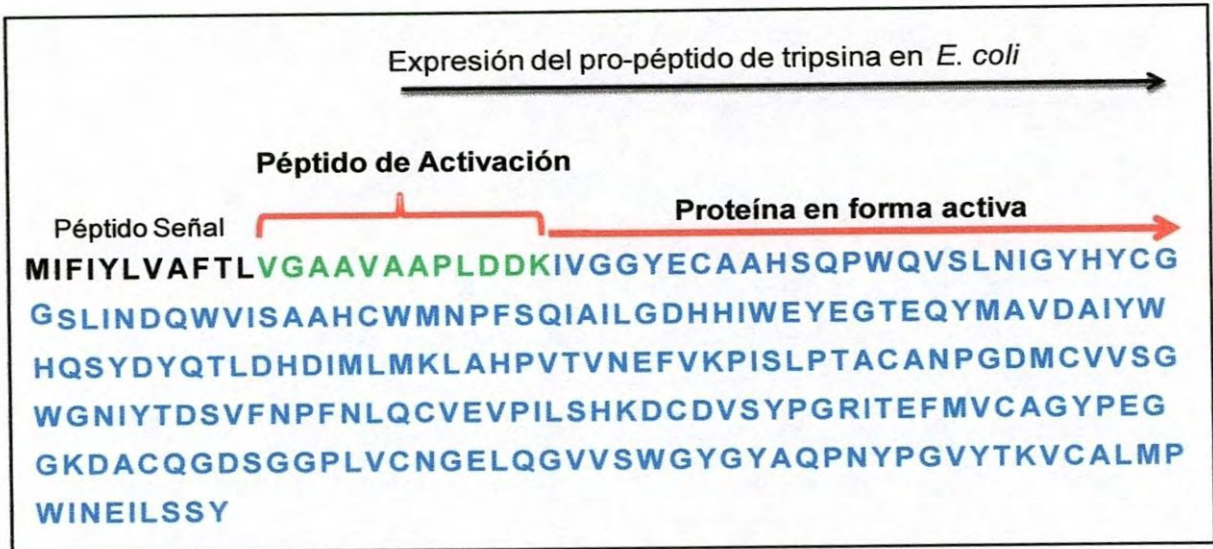 Expresión del pro-péptido de tripsina en E. coli
Péptido de Activación
Péptido Señal
Proteína en forma activa
MIFIYLVAFTLVGAAVAAPLDDKIVGGYECAAHSQPWQVSLNIGYHYCG
GSLINDQWVISAAHCWMNPFSQIAILGDHHIWEYEGTEQYMAVDAIYW
HQSYDYQTLDHDIMLMKLAHPVTVNEFVKPISLPTACANPGDMCVVSG
WGNIYTDSVFNPFNLQCVEVPILSHKDCDVSYPGRITEFMVCAGYPEG
GKDACQGDSGGPLVCNGELQGVVSWGYGYAQPNYPGVYTKVCALMP
WINEILSSY